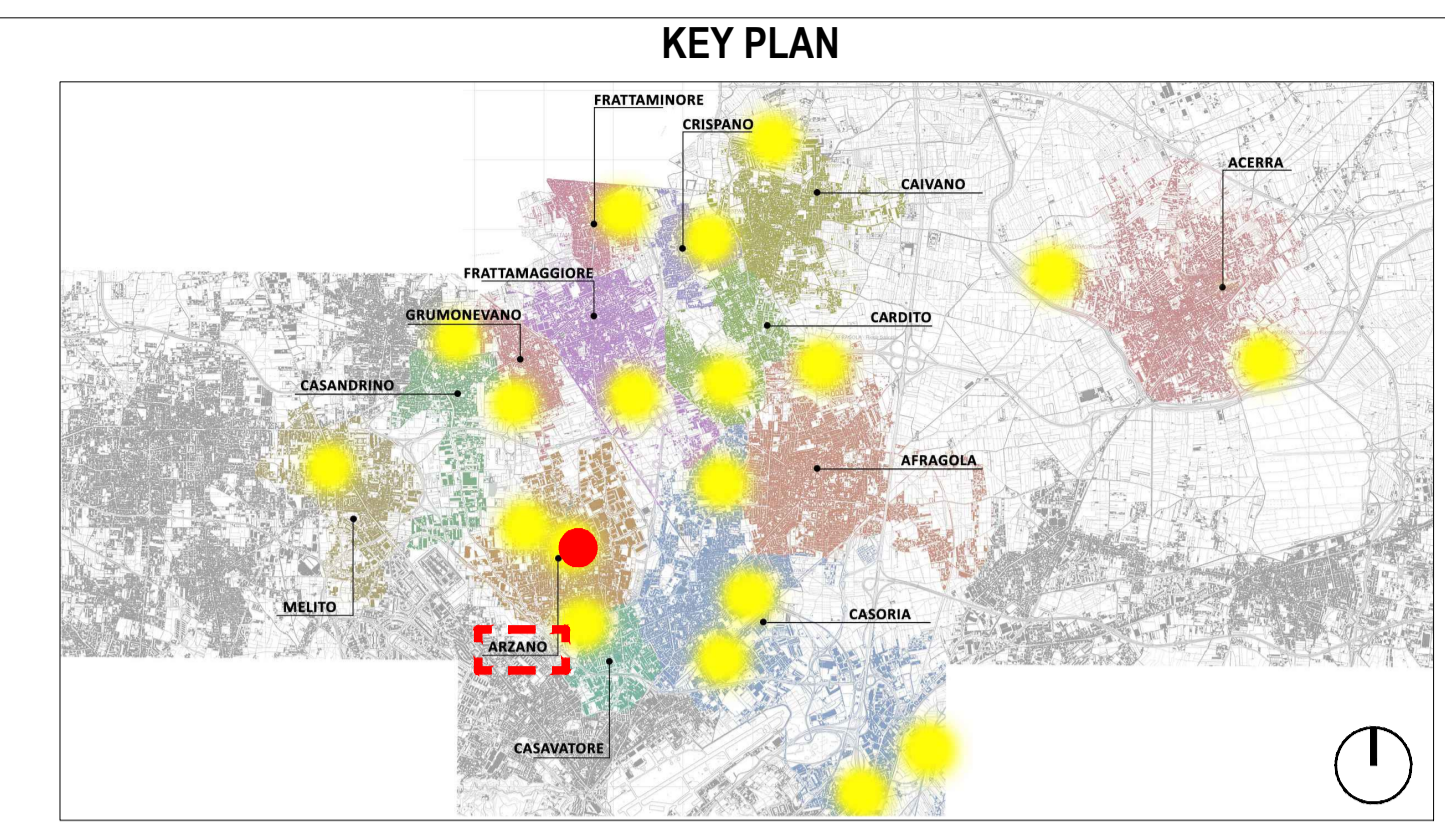 KEY PLAN
FRATTAMINORE
CRISPANO
ACERRA
CAIVANO
FRATTAMAGGIORE
GRUMONEVANO
CARDITO
CASANDRINO
AFRAGOLA
MELITO
CASORIA
ARZANO
CASAVATORE